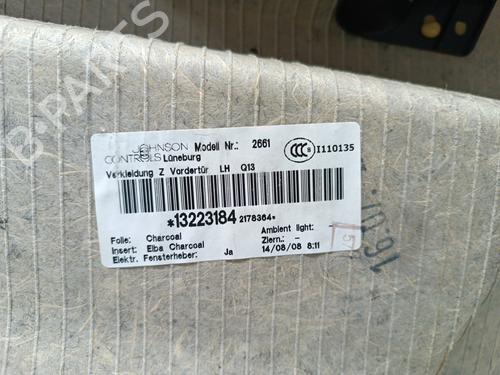 B-PARTS
JOHNSON CONTROLS Modell Nr.: 2661
Lüneburg
CCC S I110135
Verkleidung Z Vordertür LH Q13
*13223184 2178364*
Folie: Charcoal Ambient light:
Insert: Elba Charcoal Ziern.: -
Elektr. Fensterheber: Ja 14/08/08 8:11